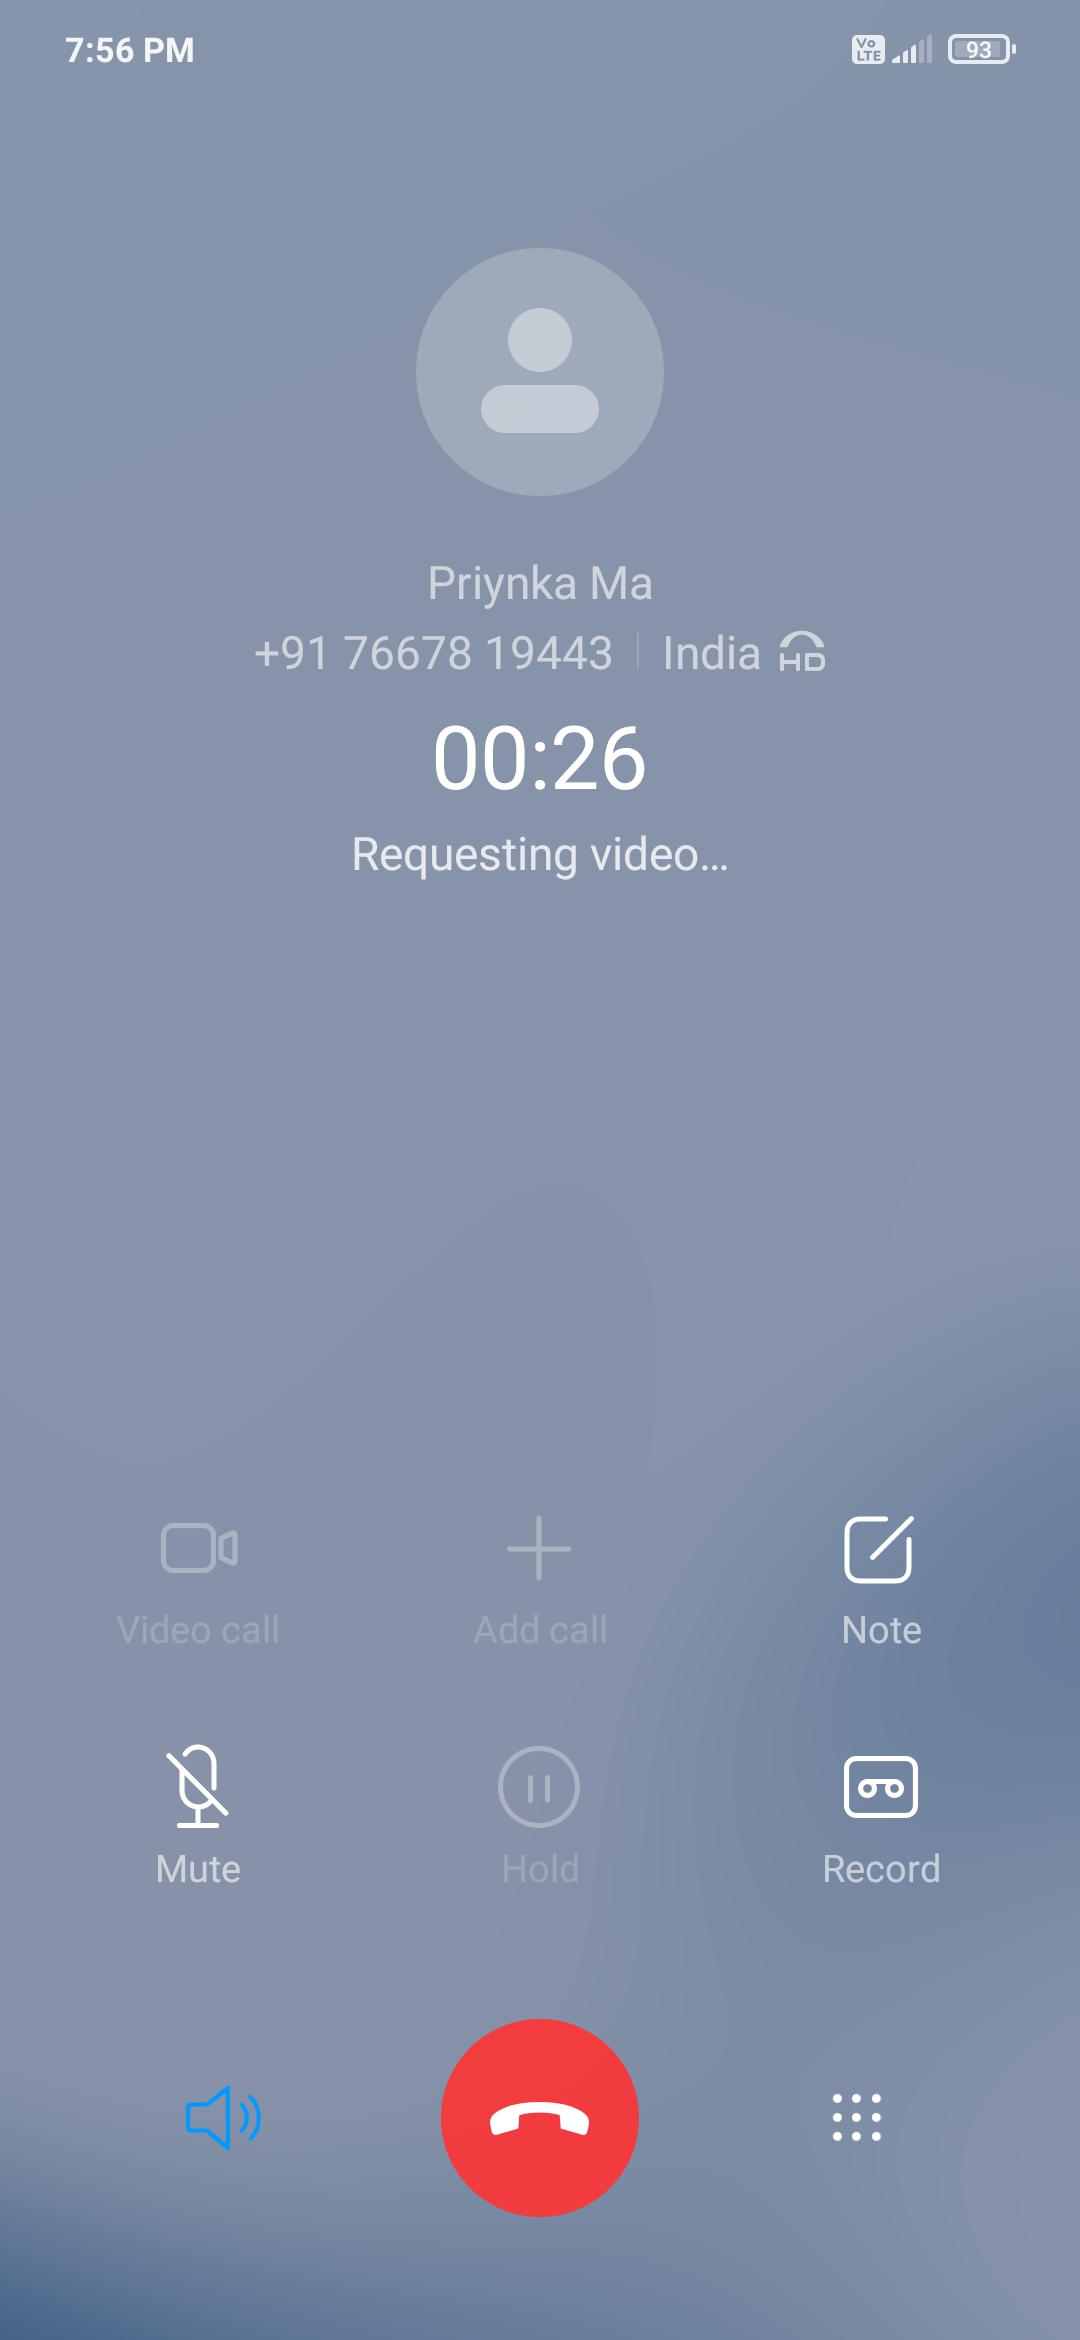 7:56 PM
Vo LTE 93
Priynka Ma
+91 76678 19443 | India HD
00:26
Requesting video...
Video call Add call Note
Mute Hold Record